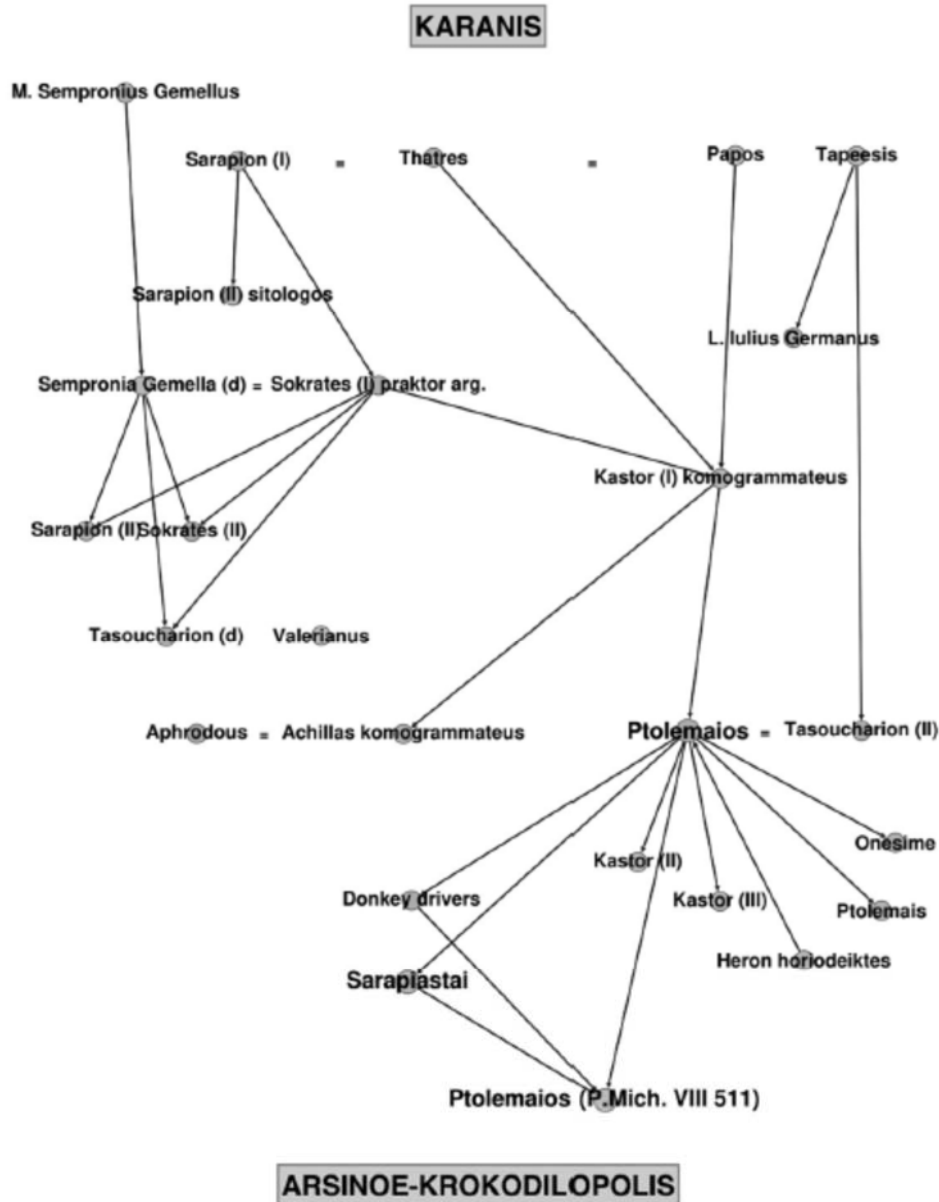 KARANIS
M. Sempronius Gemellus
Sarapion (I) = Thatres = Papos Tapeesis
Sarapion (II) sitologos
L. Iulius Germanus
Sempronia Gemella (d) = Sokrates (I) praktor arg.
Kastor (I) komogrammateus
Sarapion (II) Sokrates (II)
Tasoucharion (d) Valerianus
Aphrodous = Achillas komogrammateus Ptolemaios = Tasoucharion (II)
Onesime
Kastor (II)
Donkey drivers Kastor (III) Ptolemais
Heron horiodeiktes
Sarapiastai
Ptolemaios (P.Mich. VIII 511)
ARSINOE-KROKODILOPOLIS